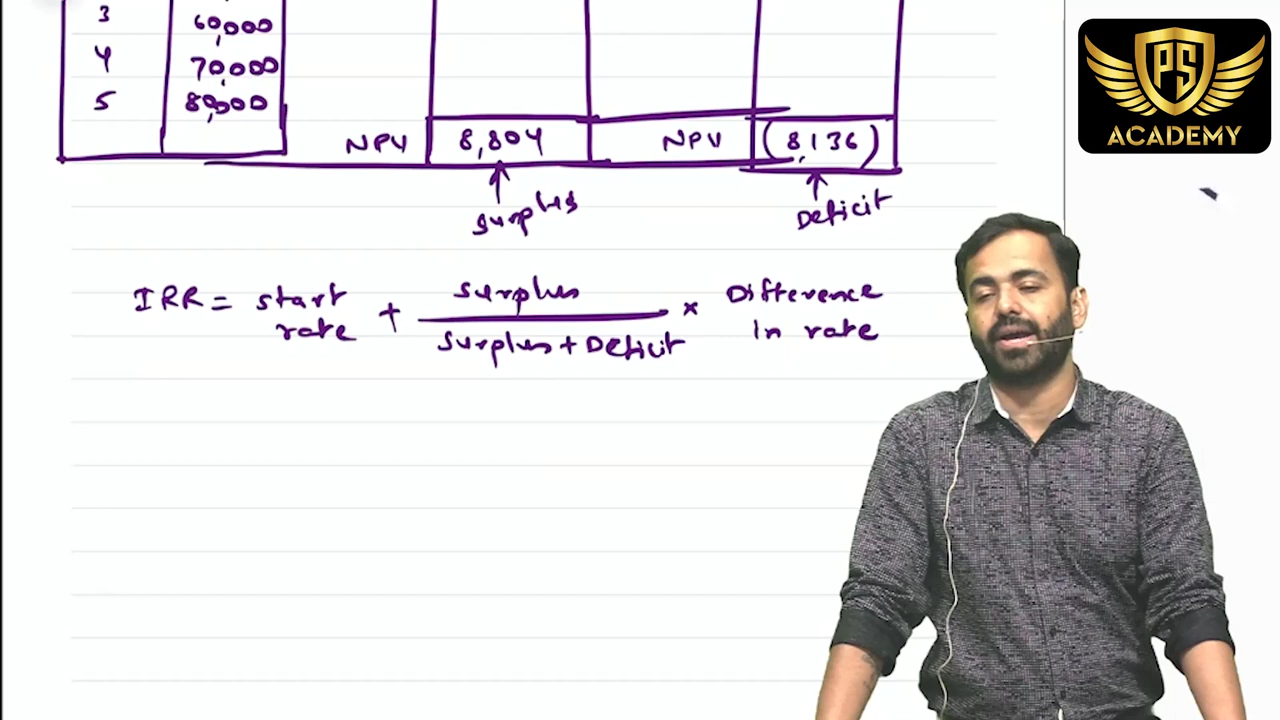 3 60,000
4 70,000
5 80,000
NPV 8,804 NPV (8,136)
surplus Deficit
IRR = start rate + surplus / surplus + Deficit × Difference in rate
PS
ACADEMY